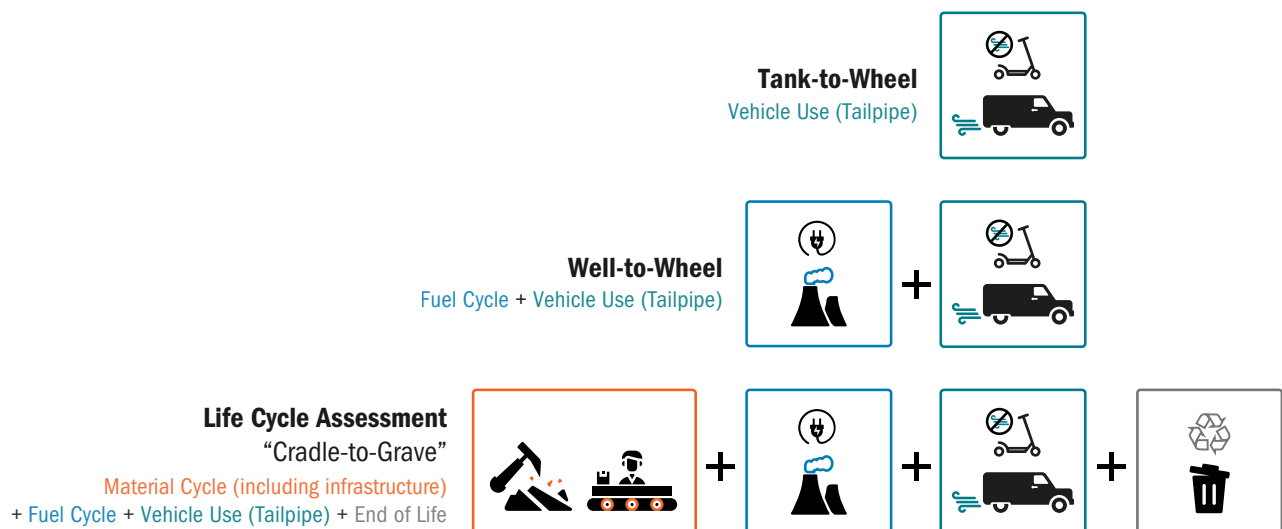 Tank-to-Wheel
Vehicle Use (Tailpipe)
Well-to-Wheel
Fuel Cycle + Vehicle Use (Tailpipe)
+
Life Cycle Assessment
“Cradle-to-Grave”
Material Cycle (including infrastructure)
+ Fuel Cycle + Vehicle Use (Tailpipe) + End of Life
+ + +